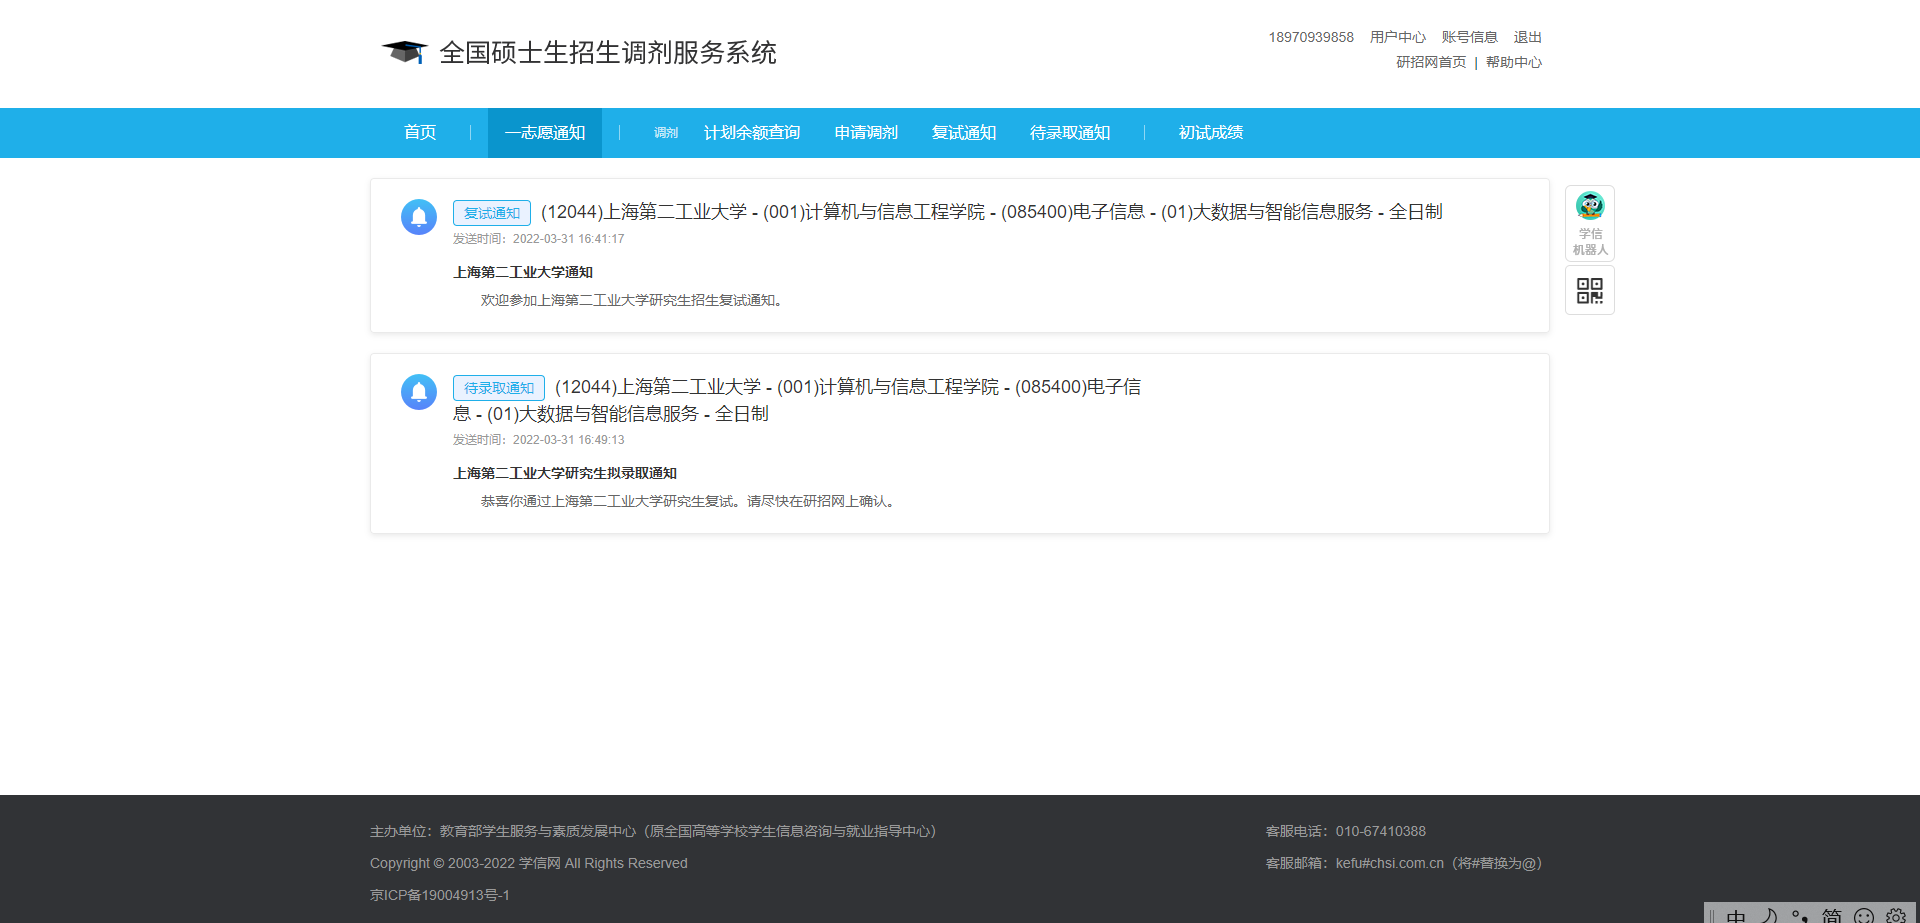 全国硕士生招生调剂服务系统
18970939858 用户中心 账号信息 退出
研招网首页 | 帮助中心
首页 | 一志愿通知 | 调剂 计划余额查询 申请调剂 复试通知 待录取通知 | 初试成绩
复试通知 (12044)上海第二工业大学 - (001)计算机与信息工程学院 - (085400)电子信息 - (01)大数据与智能信息服务 - 全日制
发送时间：2022-03-31 16:41:17
上海第二工业大学通知
欢迎参加上海第二工业大学研究生招生复试通知。
学信
机器人
待录取通知 (12044)上海第二工业大学 - (001)计算机与信息工程学院 - (085400)电子信
息 - (01)大数据与智能信息服务 - 全日制
发送时间：2022-03-31 16:49:13
上海第二工业大学研究生拟录取通知
恭喜你通过上海第二工业大学研究生复试。请尽快在研招网上确认。
主办单位：教育部学生服务与素质发展中心（原全国高等学校学生信息咨询与就业指导中心）
客服电话：010-67410388
Copyright © 2003-2022 学信网 All Rights Reserved
客服邮箱：kefu#chsi.com.cn（将#替换为@）
京ICP备19004913号-1
中 简